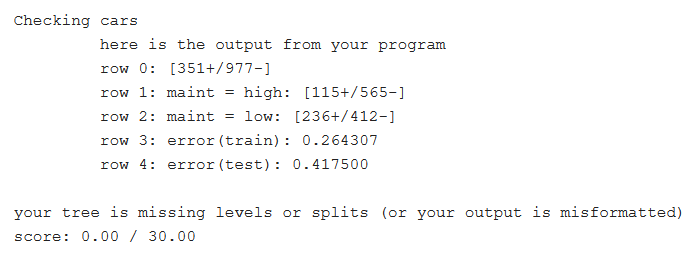 Checking cars
here is the output from your program
row 0: [351+/977-]
row 1: maint = high: [115+/565-]
row 2: maint = low: [236+/412-]
row 3: error(train): 0.264307
row 4: error(test): 0.417500
your tree is missing levels or splits (or your output is misformatted)
score: 0.00 / 30.00